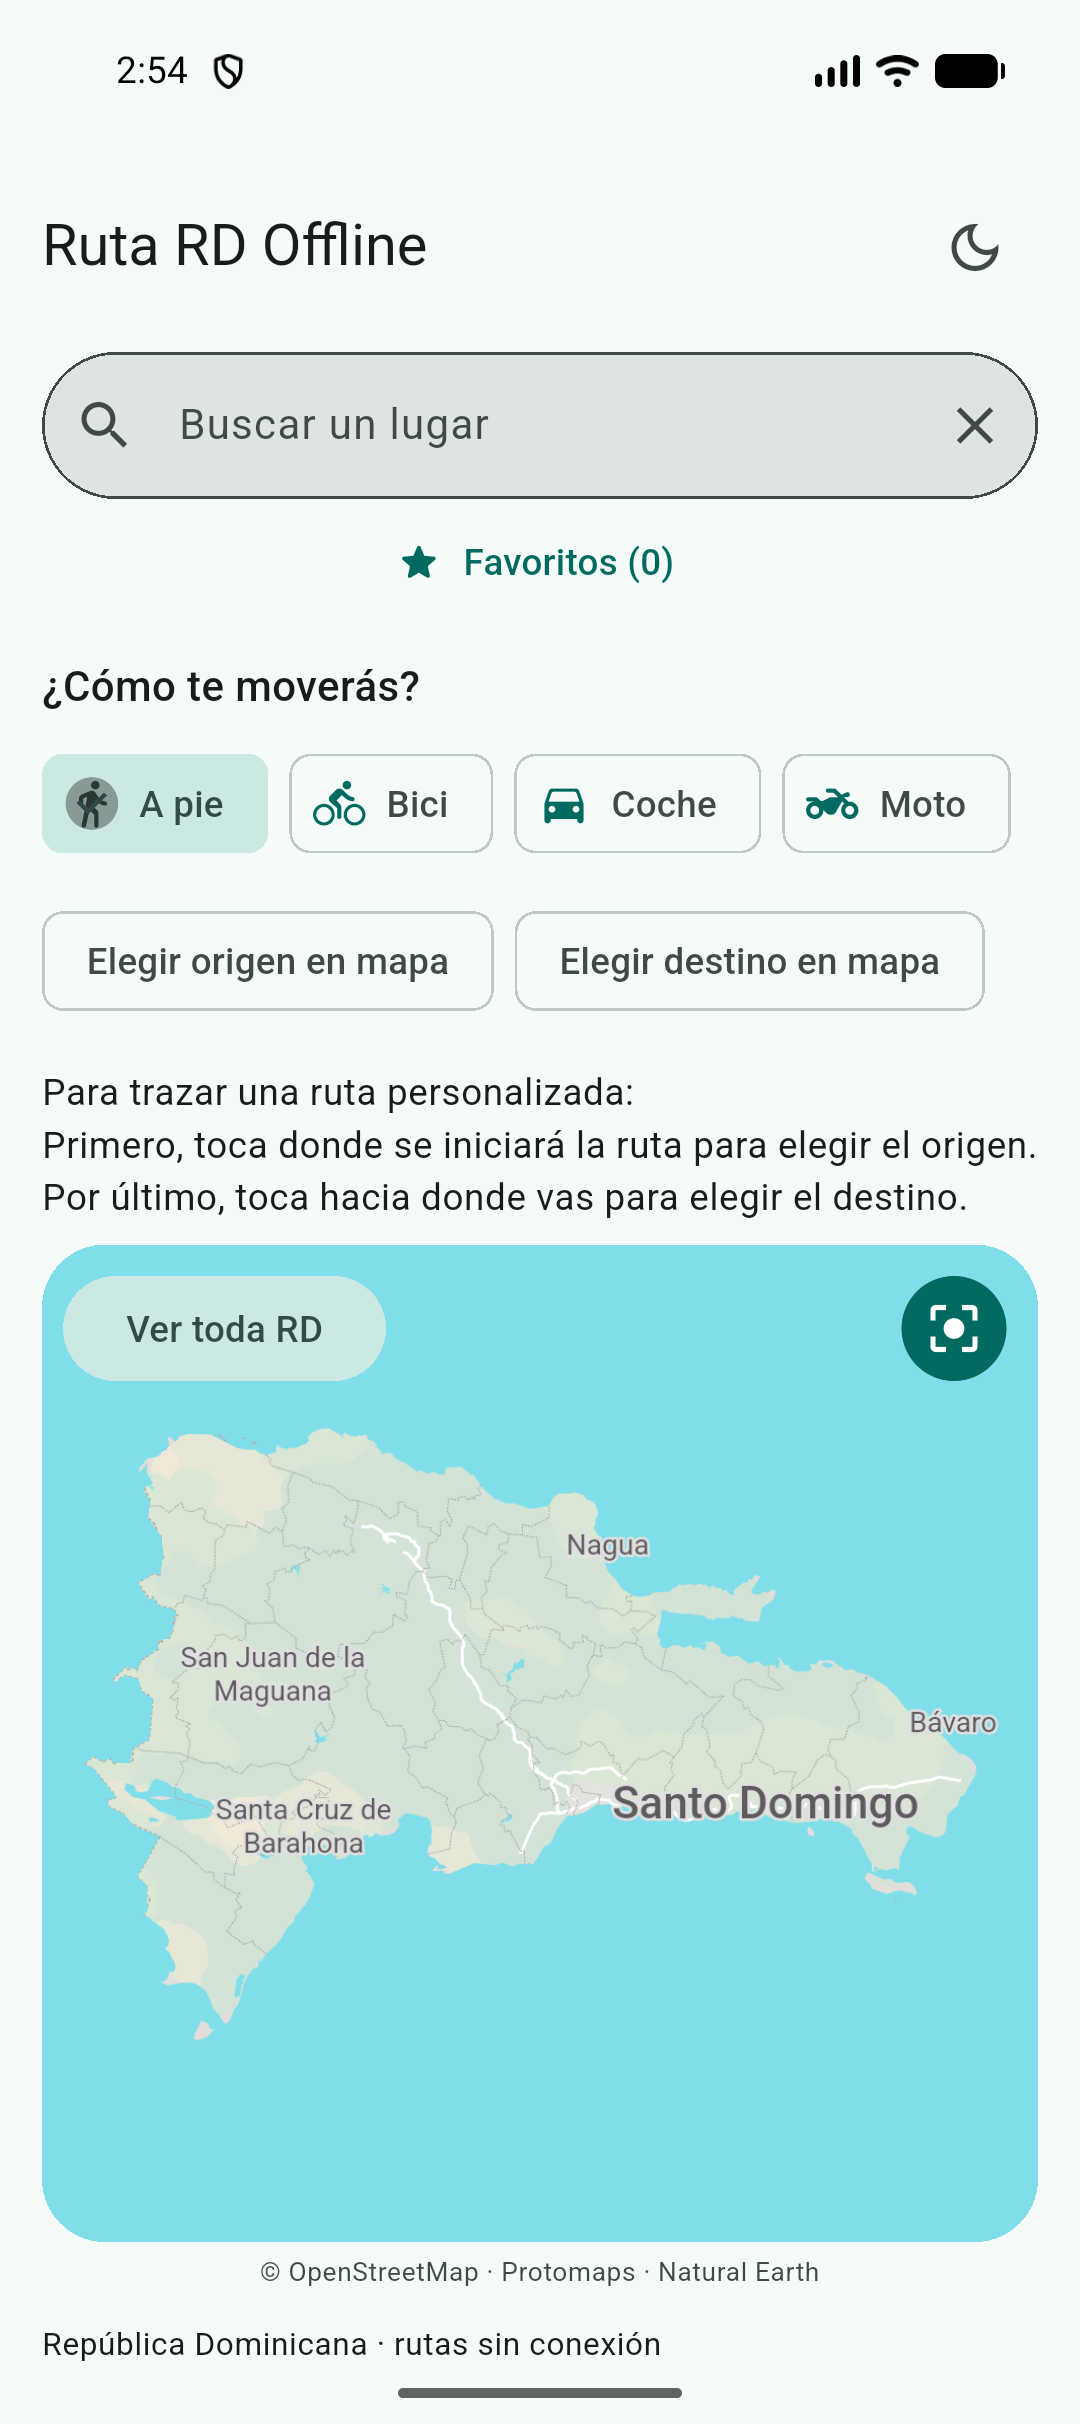 2:54
Ruta RD Offline
Buscar un lugar
Favoritos (0)
¿Cómo te moverás?
A pie
Bici
Coche
Moto
Elegir origen en mapa
Elegir destino en mapa
Para trazar una ruta personalizada:
Primero, toca donde se iniciará la ruta para elegir el origen.
Por último, toca hacia donde vas para elegir el destino.
Ver toda RD
Nagua
San Juan de la
Maguana
Bávaro
Santa Cruz de
Barahona
Santo Domingo
© OpenStreetMap · Protomaps · Natural Earth
República Dominicana · rutas sin conexión